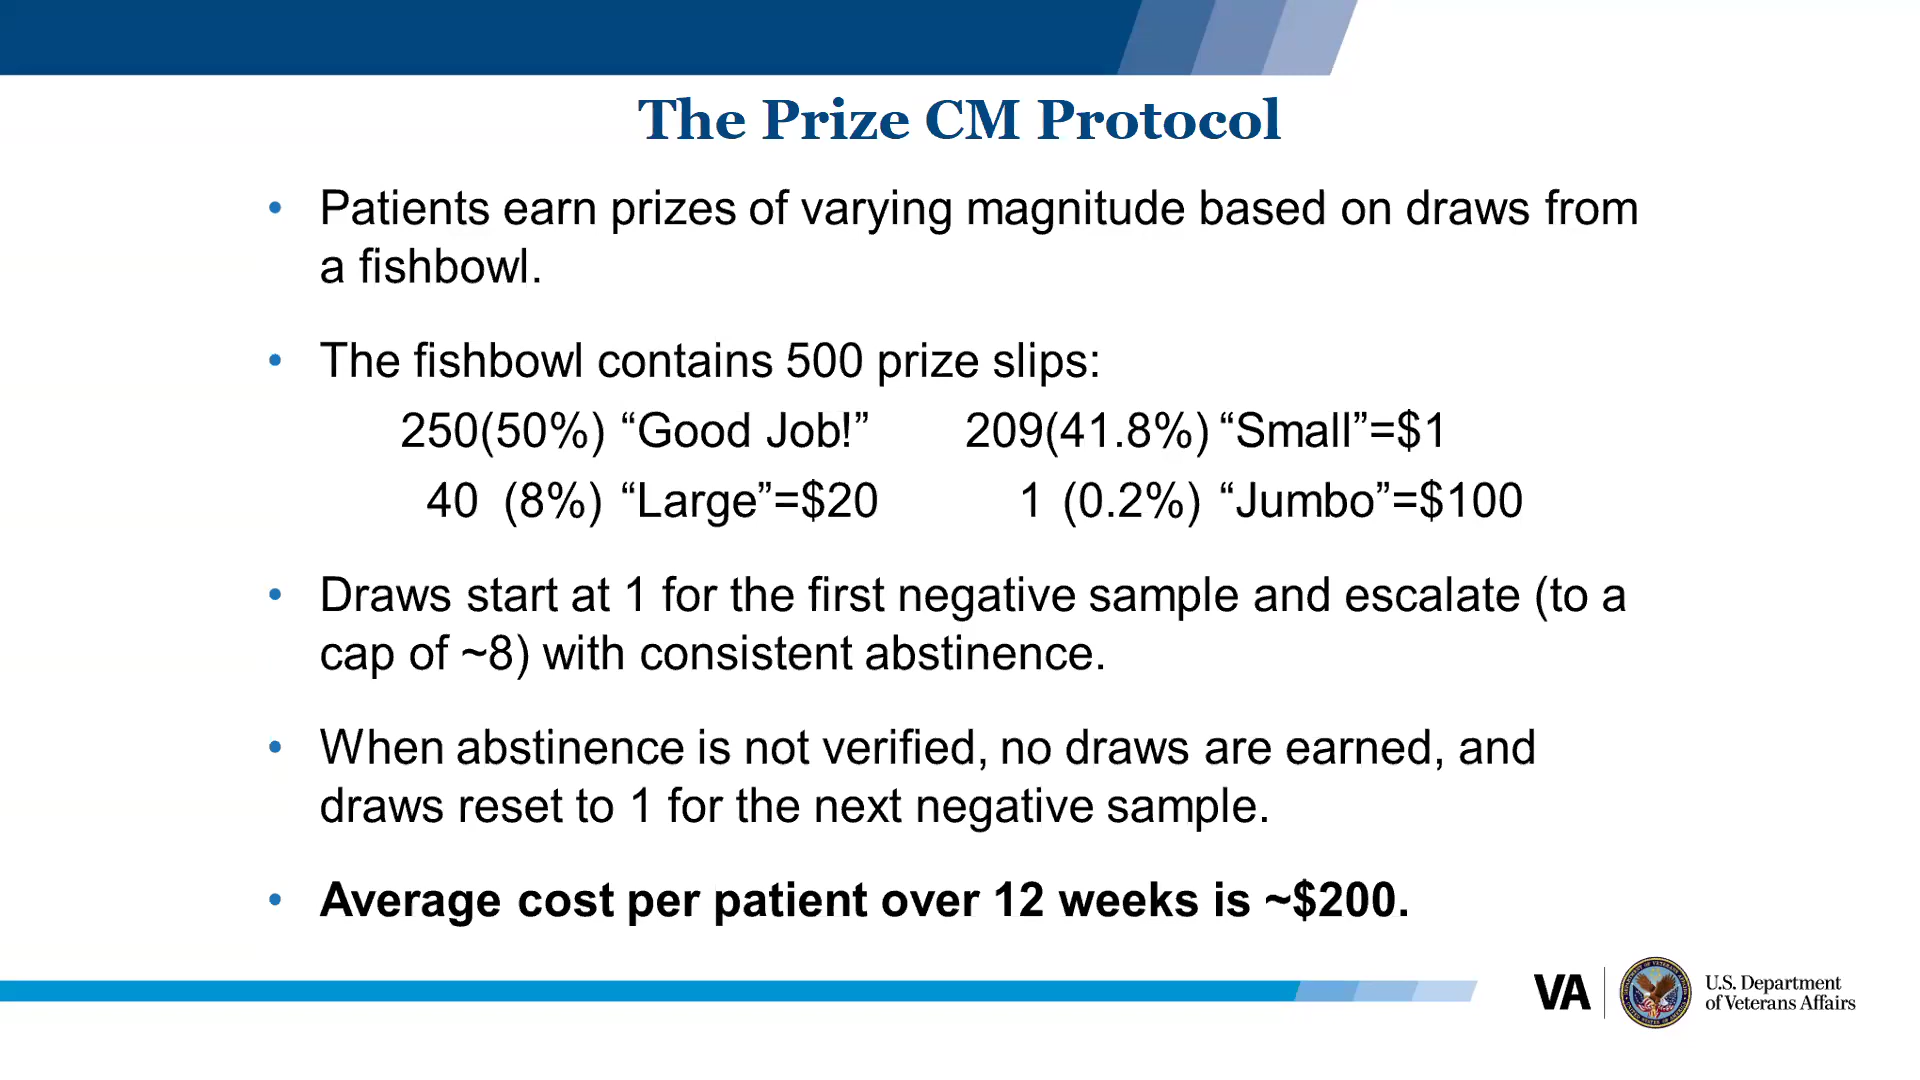 The Prize CM Protocol
• Patients earn prizes of varying magnitude based on draws from
a fishbowl.
• The fishbowl contains 500 prize slips:
250(50%) “Good Job!” 209(41.8%) “Small”=$1
40 (8%) “Large”=$20 1 (0.2%) “Jumbo”=$100
• Draws start at 1 for the first negative sample and escalate (to a
cap of ~8) with consistent abstinence.
• When abstinence is not verified, no draws are earned, and
draws reset to 1 for the next negative sample.
• Average cost per patient over 12 weeks is ~$200.
VA
U.S. Department
of Veterans Affairs